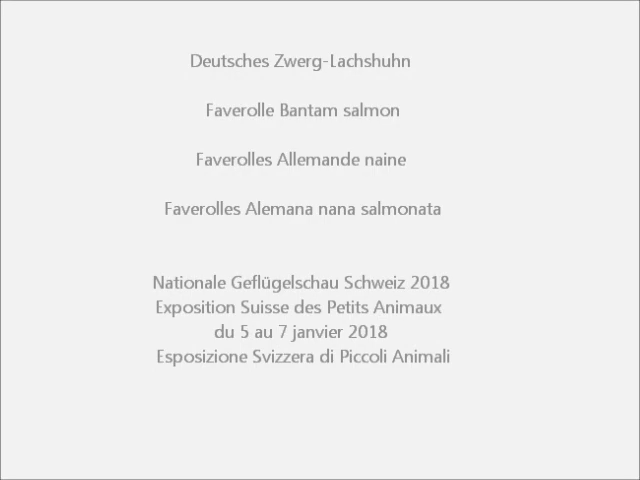 Deutsches Zwerg-Lachshuhn
Faverolle Bantam salmon
Faverolles Allemande naine
Faverolles Alemana nana salmonata
Nationale Geflügelschau Schweiz 2018
Exposition Suisse des Petits Animaux
du 5 au 7 janvier 2018
Esposizione Svizzera di Piccoli Animali